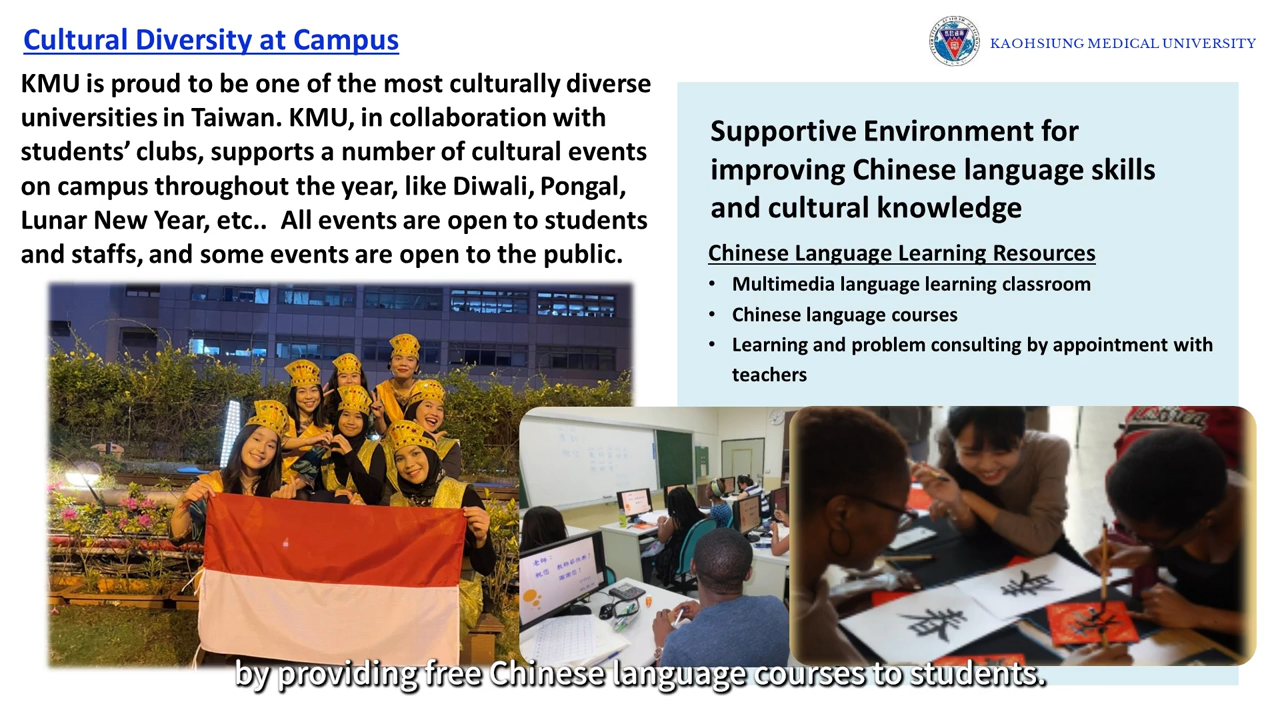 Cultural Diversity at Campus
KMU is proud to be one of the most culturally diverse
universities in Taiwan. KMU, in collaboration with
students’ clubs, supports a number of cultural events
on campus throughout the year, like Diwali, Pongal,
Lunar New Year, etc.. All events are open to students
and staffs, and some events are open to the public.
KAOHSIUNG MEDICAL UNIVERSITY
Supportive Environment for
improving Chinese language skills
and cultural knowledge
Chinese Language Learning Resources
• Multimedia language learning classroom
• Chinese language courses
• Learning and problem consulting by appointment with
teachers
春
春
by providing free Chinese language courses to students.